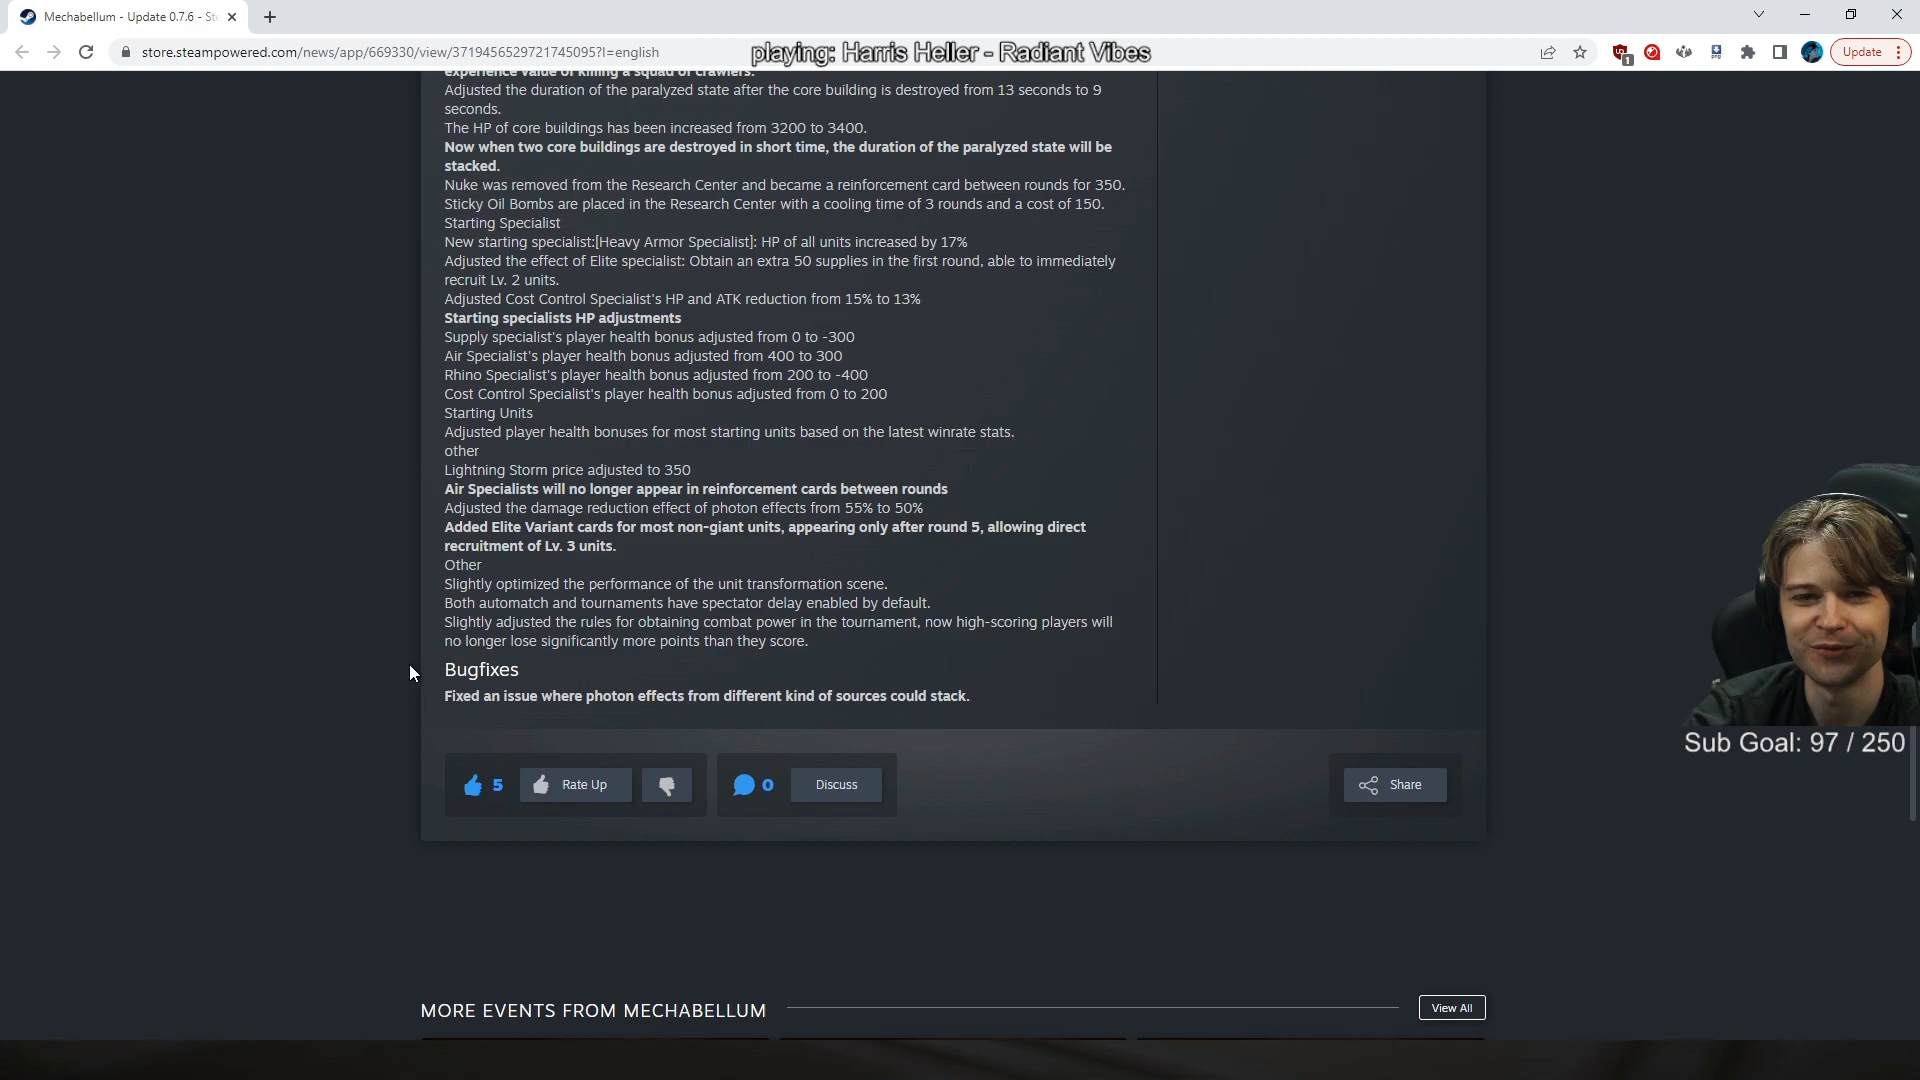 Mechabellum - Update 0.7.6 - St
store.steampowered.com/news/app/669330/view/3719456529721745095?l=english
playing: Harris Heller - Radiant Vibes
1
Update
experience value of killing a squad of crawlers.
Adjusted the duration of the paralyzed state after the core building is destroyed from 13 seconds to 9
seconds.
The HP of core buildings has been increased from 3200 to 3400.
Now when two core buildings are destroyed in short time, the duration of the paralyzed state will be
stacked.
Nuke was removed from the Research Center and became a reinforcement card between rounds for 350.
Sticky Oil Bombs are placed in the Research Center with a cooling time of 3 rounds and a cost of 150.
Starting Specialist
New starting specialist:[Heavy Armor Specialist]: HP of all units increased by 17%
Adjusted the effect of Elite specialist: Obtain an extra 50 supplies in the first round, able to immediately
recruit Lv. 2 units.
Adjusted Cost Control Specialist's HP and ATK reduction from 15% to 13%
Starting specialists HP adjustments
Supply specialist's player health bonus adjusted from 0 to -300
Air Specialist's player health bonus adjusted from 400 to 300
Rhino Specialist's player health bonus adjusted from 200 to -400
Cost Control Specialist's player health bonus adjusted from 0 to 200
Starting Units
Adjusted player health bonuses for most starting units based on the latest winrate stats.
other
Lightning Storm price adjusted to 350
Air Specialists will no longer appear in reinforcement cards between rounds
Adjusted the damage reduction effect of photon effects from 55% to 50%
Added Elite Variant cards for most non-giant units, appearing only after round 5, allowing direct
recruitment of Lv. 3 units.
Other
Slightly optimized the performance of the unit transformation scene.
Both automatch and tournaments have spectator delay enabled by default.
Slightly adjusted the rules for obtaining combat power in the tournament, now high-scoring players will
no longer lose significantly more points than they score.
Bugfixes
Fixed an issue where photon effects from different kind of sources could stack.
Sub Goal: 97 / 250
5
Rate Up
0
Discuss
Share
MORE EVENTS FROM MECHABELLUM
View All